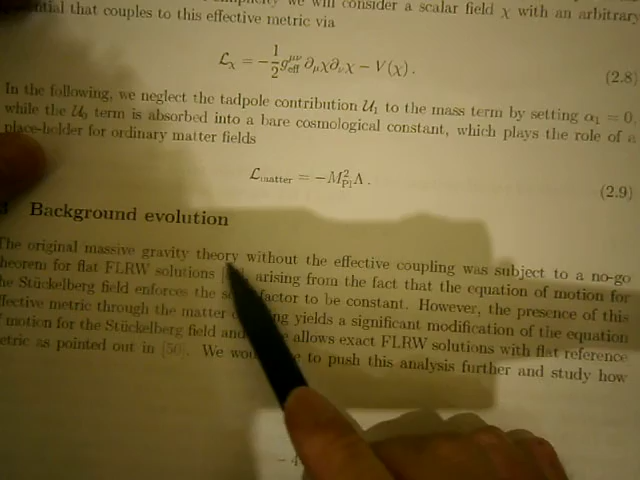 we will consider a scalar field χ with an arbitrary
that couples to this effective metric via
ℒ_χ = −1/2 g_eff^{μν} ∂_μχ∂_νχ − V(χ) . (2.8)
In the following, we neglect the tadpole contribution 𝒰₁ to the mass term by setting α₁ = 0,
while the 𝒰₀ term is absorbed into a bare cosmological constant, which plays the role of a
place-holder for ordinary matter fields
ℒ_matter = −M²_Pl Λ . (2.9)
3 Background evolution
The original massive gravity theory without the effective coupling was subject to a no-go
theorem for flat FLRW solutions arising from the fact that the equation of motion for
the Stückelberg field enforces the factor to be constant. However, the presence of this
effective metric through the matter yields a significant modification of the equation
motion for the Stückelberg field and allows exact FLRW solutions with flat reference
metric as pointed out in [50]. We to push this analysis further and study how